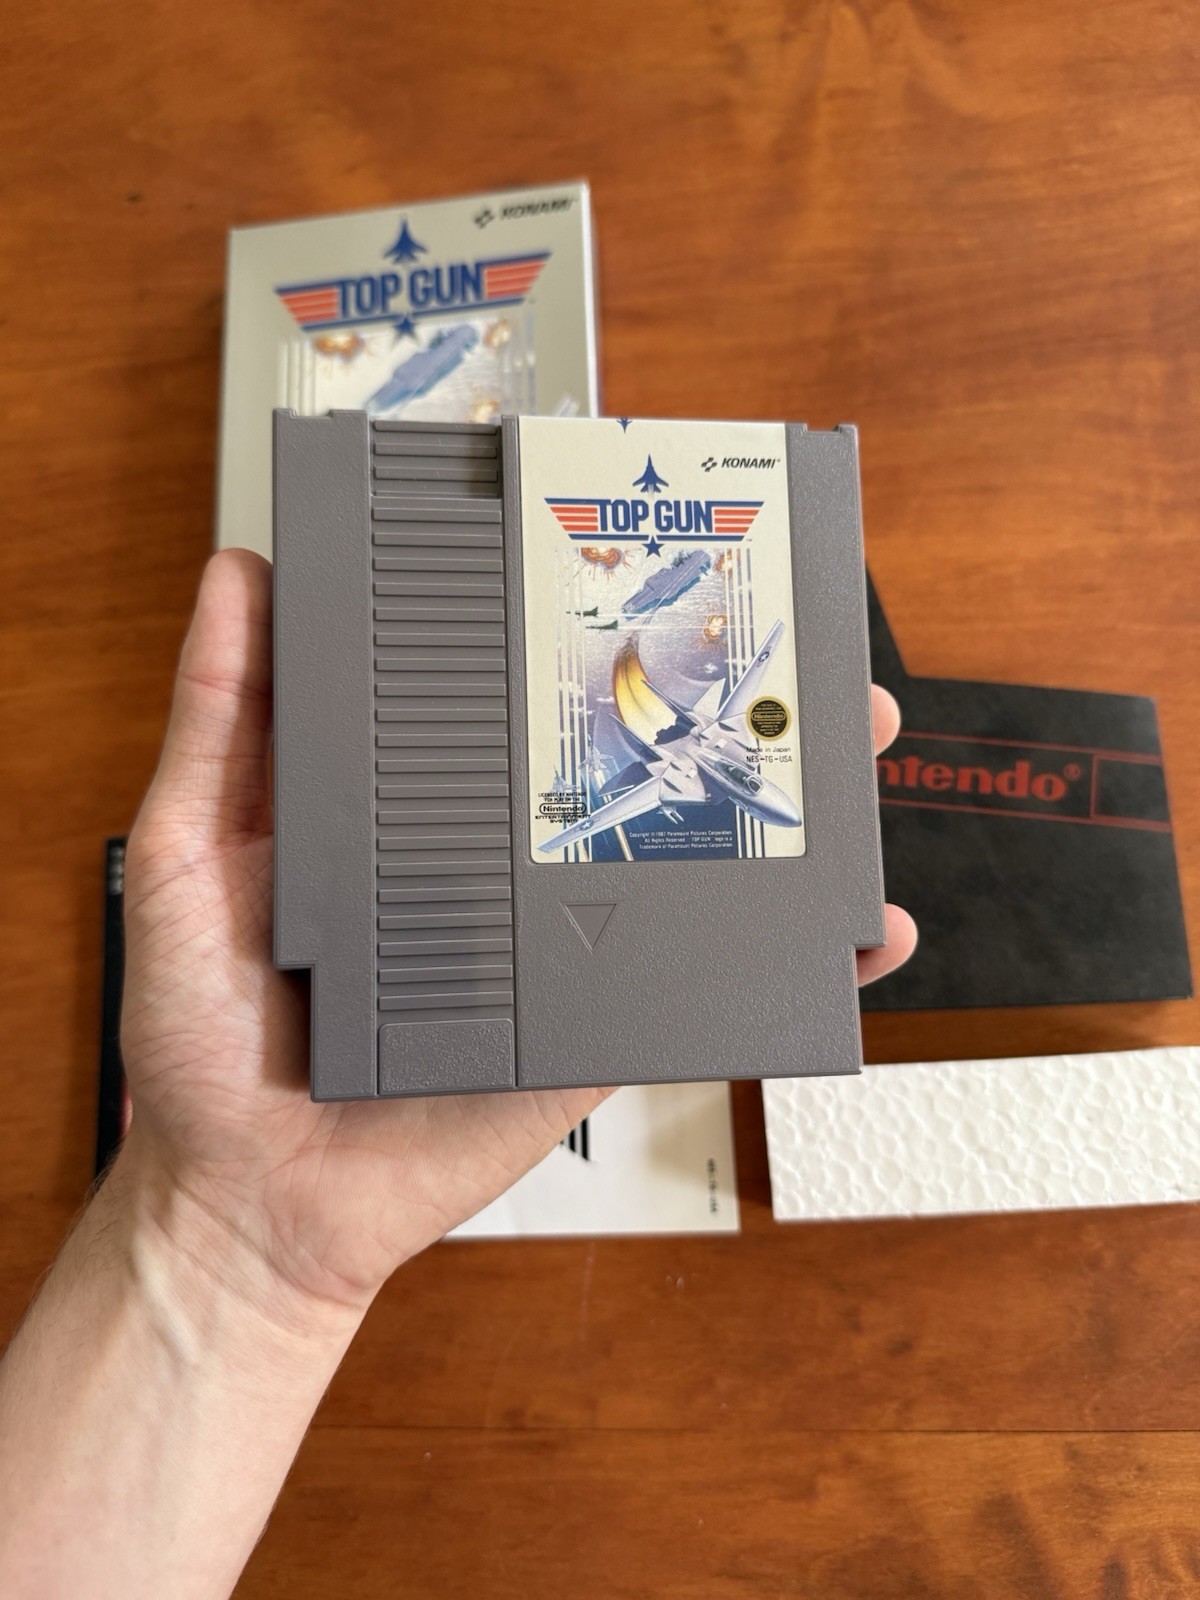 KONAMI
TOP GUN
KONAMI
TOP GUN
Nintendo
Made in Japan
NES-TG-USA
LICENSED BY NINTENDO
FOR PLAY ON THE
Nintendo
ENTERTAINMENT
SYSTEM
Copyright © 1987 Paramount Pictures Corporation.
All Rights Reserved. "TOP GUN" logo is a
Trademark of Paramount Pictures Corporation.
ntendo®